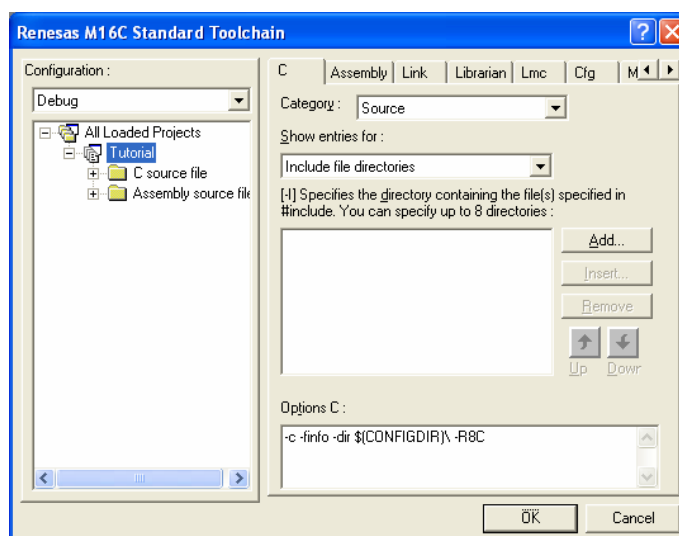 Renesas M16C Standard Toolchain
Configuration :
Debug
All Loaded Projects
Tutorial
C source file
Assembly source file
C
Assembly
Link
Librarian
Lmc
Cfg
M
Category :
Source
Show entries for :
Include file directories
[-I] Specifies the directory containing the file(s) specified in
#include. You can specify up to 8 directories :
Add...
Insert...
Remove
Up
Down
Options C :
-c -finfo -dir $(CONFIGDIR)\ -R8C
OK
Cancel